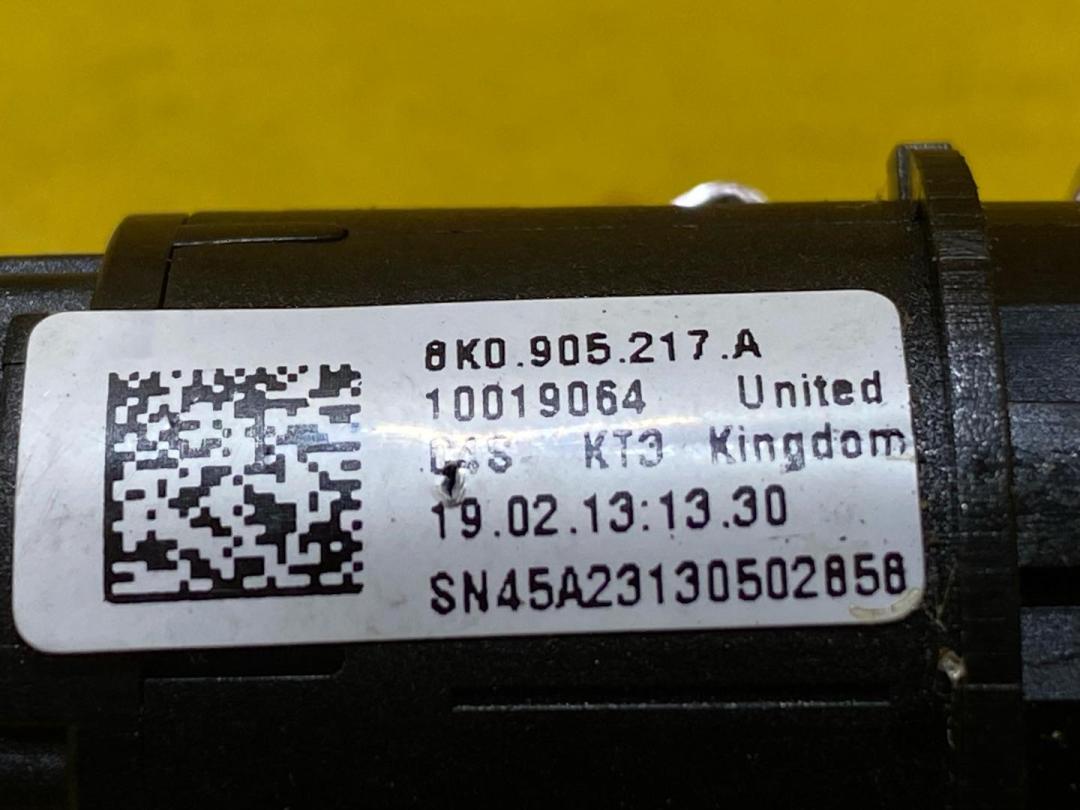 8K0.905.217.A
10019064 United
KT3 Kingdom
19.02.13:13.30
SN45A23130502858